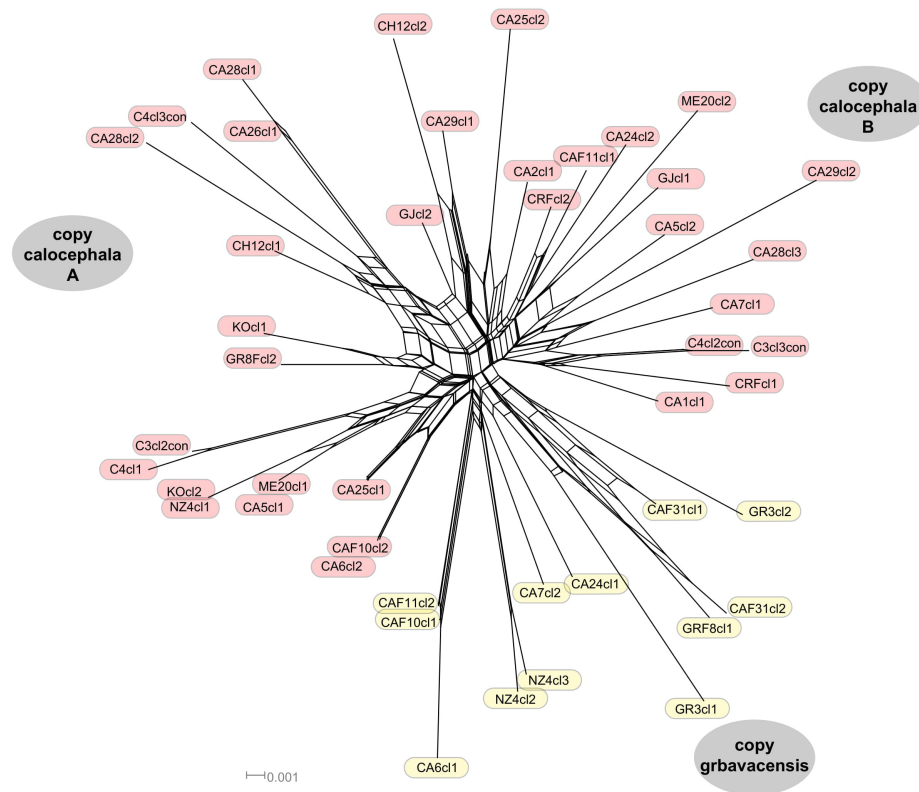 CH12cl2
CA25cl2
CA28cl1
copy
calocephala
B
ME20cl2
C4cl3con
CA26cl1
CA29cl1
CA24cl2
CA28cl2
CAF11cl1
CA2cl1
CA29cl2
GJcl1
CRFcl2
GJcl2
CA5cl2
copy
calocephala
A
CH12cl1
CA28cl3
CA7cl1
KOcl1
C4cl2con
C3cl3con
GR8Fcl2
CRFcl1
CA1cl1
C3cl2con
C4cl1
KOcl2
NZ4cl1
ME20cl1
CA5cl1
CA25cl1
CAF31cl1
GR3cl2
CAF10cl2
CA6cl2
CA7cl2
CA24cl1
CAF11cl2
CAF10cl1
CAF31cl2
GRF8cl1
NZ4cl3
NZ4cl2
GR3cl1
copy
grbavacensis
CA6cl1
0.001